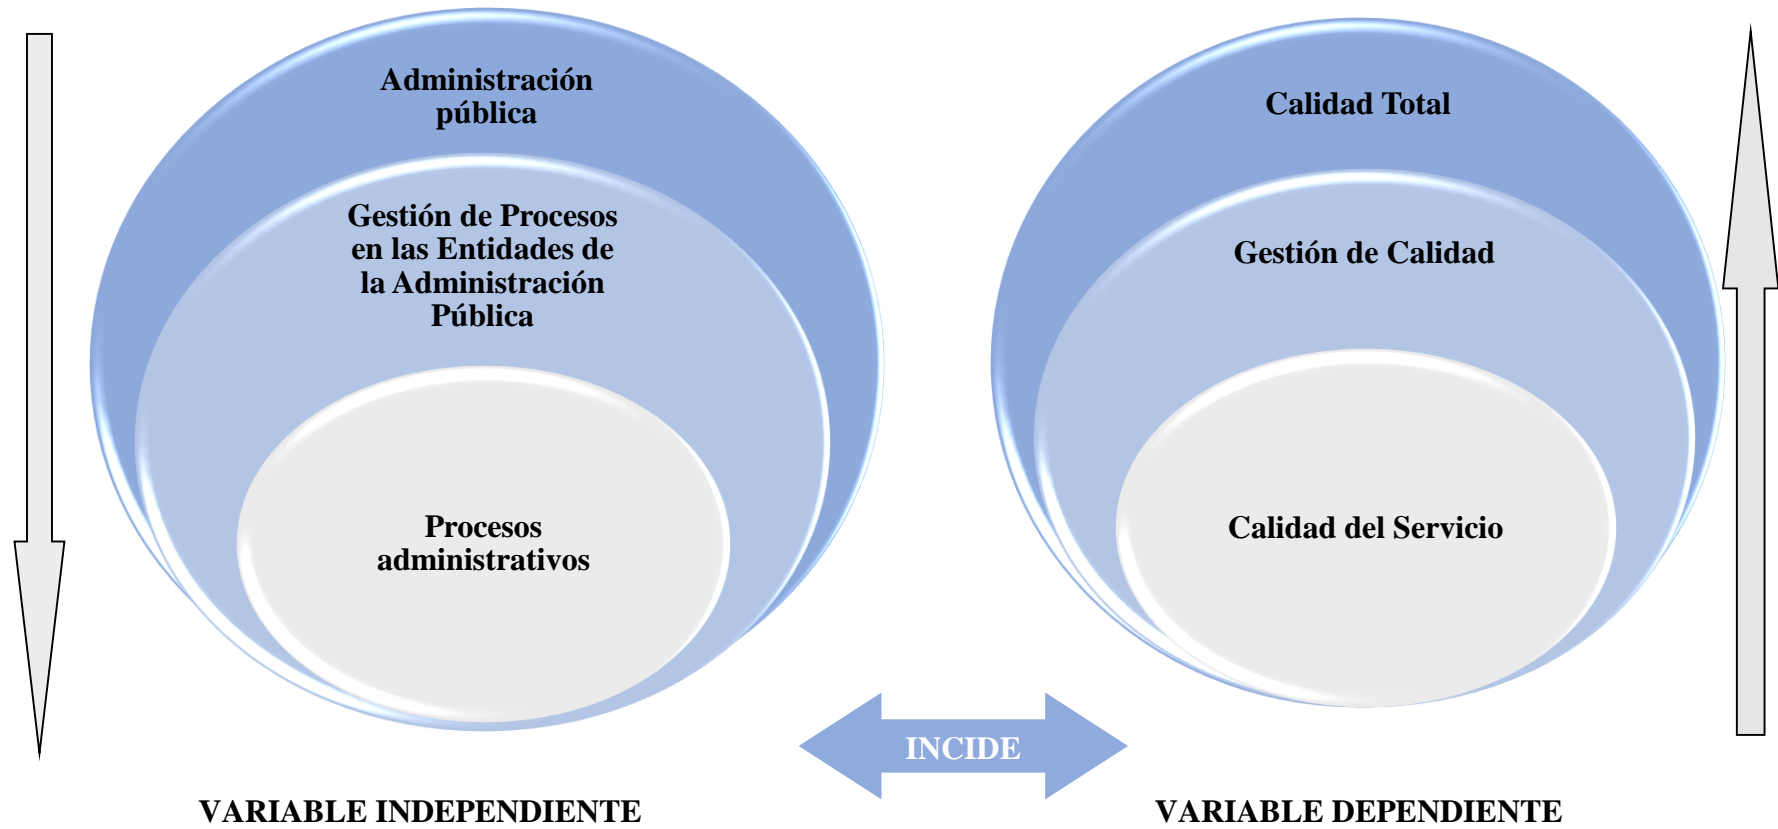 Administración
pública
Gestión de Procesos
en las Entidades de
la Administración
Pública
Procesos
administrativos
Calidad Total
Gestión de Calidad
Calidad del Servicio
INCIDE
VARIABLE INDEPENDIENTE
VARIABLE DEPENDIENTE